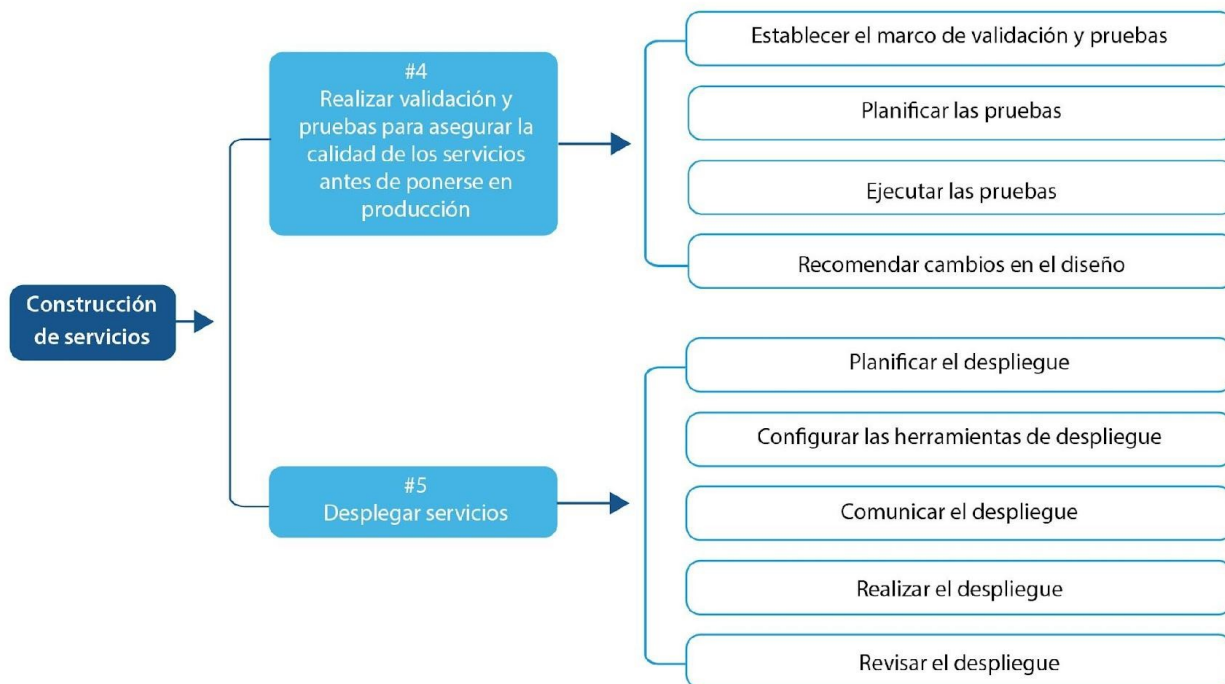 Construcción
de servicios
#4
Realizar validación y
pruebas para asegurar la
calidad de los servicios
antes de ponerse en
producción
Establecer el marco de validación y pruebas
Planificar las pruebas
Ejecutar las pruebas
Recomendar cambios en el diseño
#5
Desplegar servicios
Planificar el despliegue
Configurar las herramientas de despliegue
Comunicar el despliegue
Realizar el despliegue
Revisar el despliegue